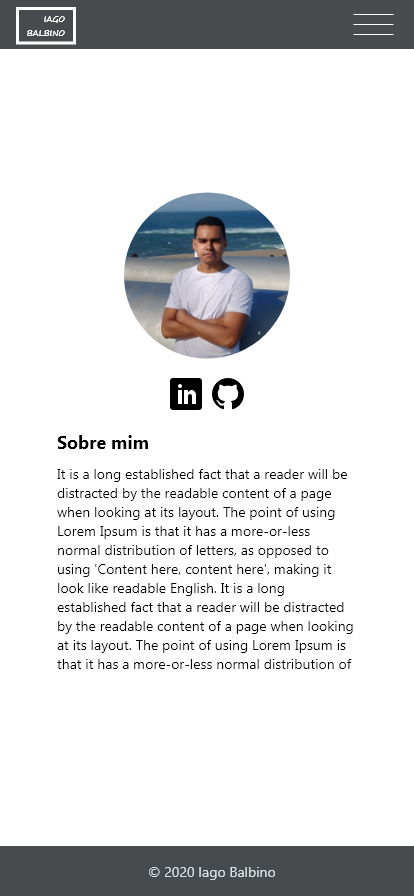 IAGO
BALBINO
in
Sobre mim
It is a long established fact that a reader will be
distracted by the readable content of a page
when looking at its layout. The point of using
Lorem Ipsum is that it has a more-or-less
normal distribution of letters, as opposed to
using 'Content here, content here', making it
look like readable English. It is a long
established fact that a reader will be distracted
by the readable content of a page when looking
at its layout. The point of using Lorem Ipsum is
that it has a more-or-less normal distribution of
© 2020 Iago Balbino